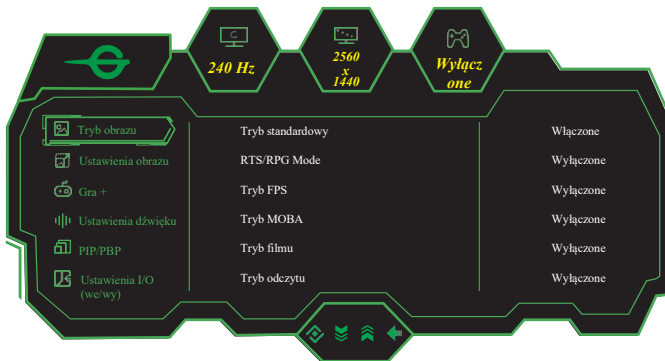 240 Hz
2560
x
1440
Wyłącz
one
Tryb obrazu
Tryb standardowy
Włączone
Ustawienia obrazu
RTS/RPG Mode
Wyłączone
Gra +
Tryb FPS
Wyłączone
Ustawienia dźwięku
Tryb MOBA
Wyłączone
PIP/PBP
Tryb filmu
Wyłączone
Ustawienia I/O
(we/wy)
Tryb odczytu
Wyłączone